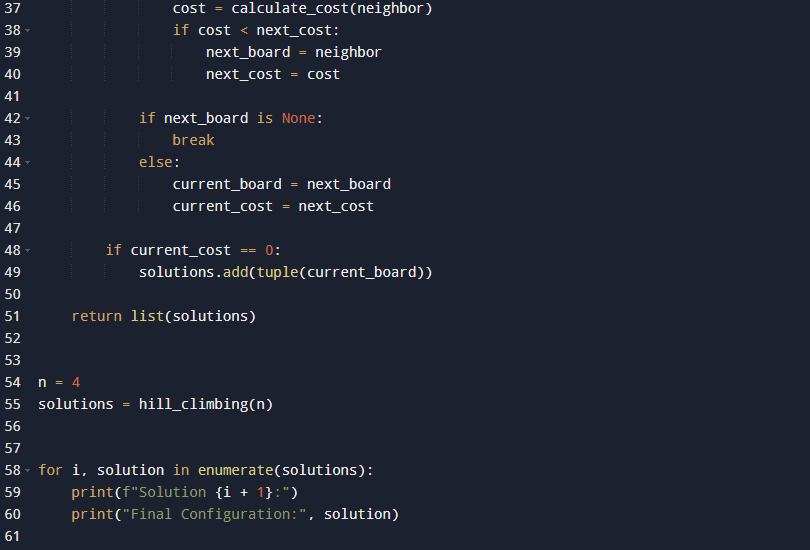 37                 cost = calculate_cost(neighbor)
38                 if cost < next_cost:
39                     next_board = neighbor
40                     next_cost = cost
41
42             if next_board is None:
43                 break
44             else:
45                 current_board = next_board
46                 current_cost = next_cost
47
48         if current_cost == 0:
49             solutions.add(tuple(current_board))
50
51     return list(solutions)
52
53
54 n = 4
55 solutions = hill_climbing(n)
56
57
58 for i, solution in enumerate(solutions):
59     print(f"Solution {i + 1}:")
60     print("Final Configuration:", solution)
61